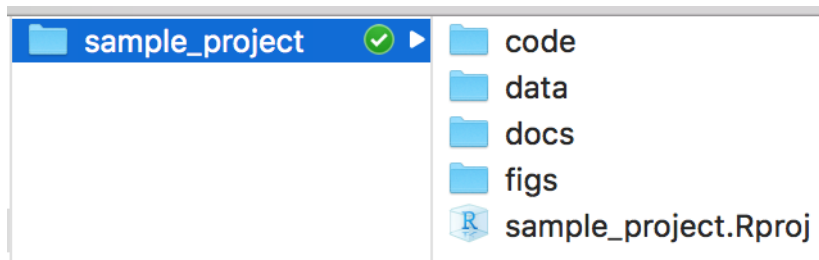 sample_project
code
data
docs
figs
sample_project.Rproj